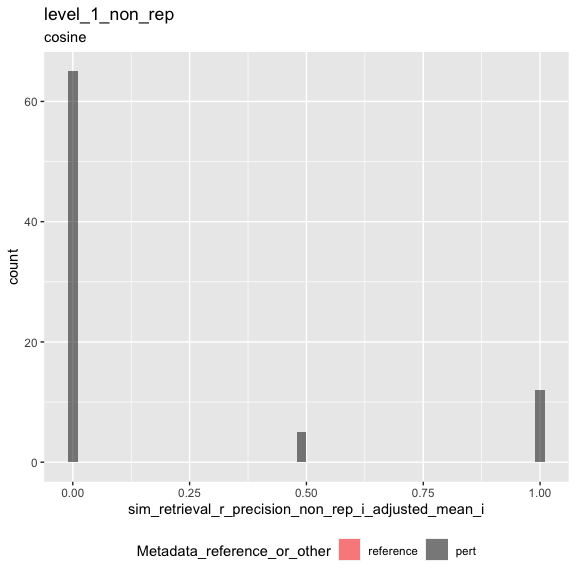 level_1_non_rep
cosine
60
40
20
0
count
0.00 0.25 0.50 0.75 1.00
sim_retrieval_r_precision_non_rep_i_adjusted_mean_i
Metadata_reference_or_other reference pert